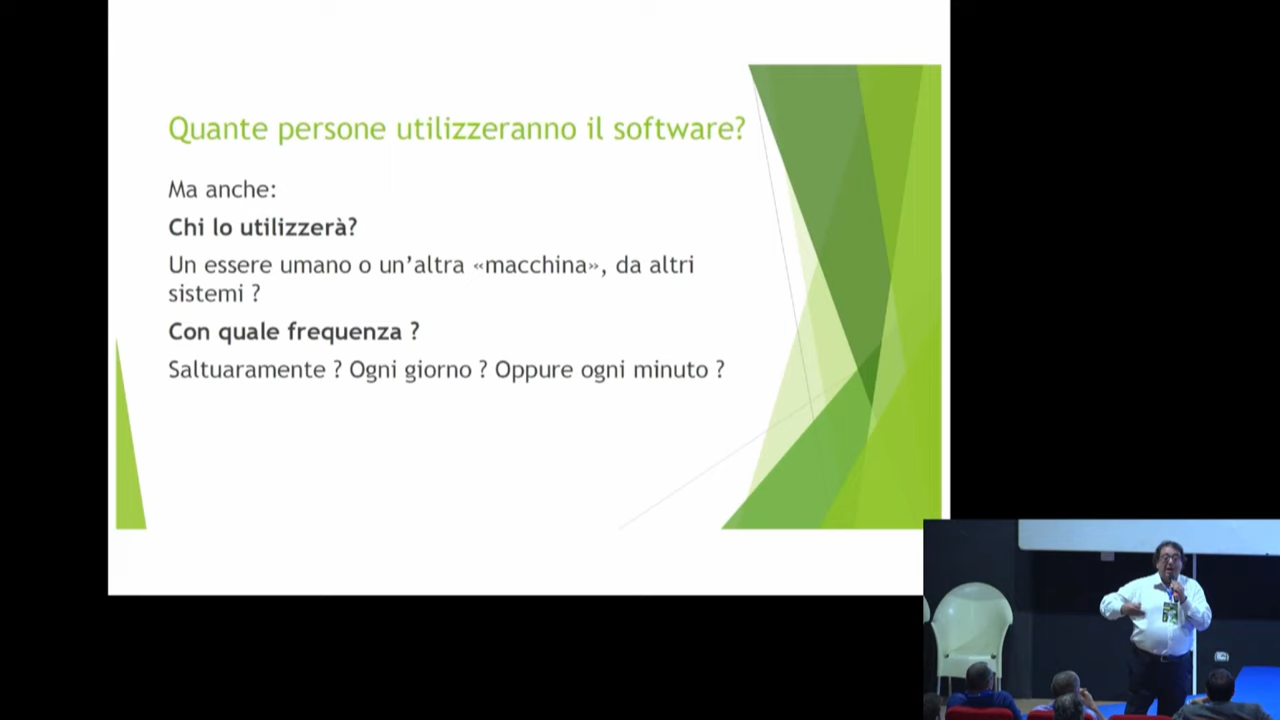 Quante persone utilizzeranno il software?
Ma anche:
Chi lo utilizzerà?
Un essere umano o un’altra «macchina», da altri
sistemi ?
Con quale frequenza ?
Saltuaramente ? Ogni giorno ? Oppure ogni minuto ?